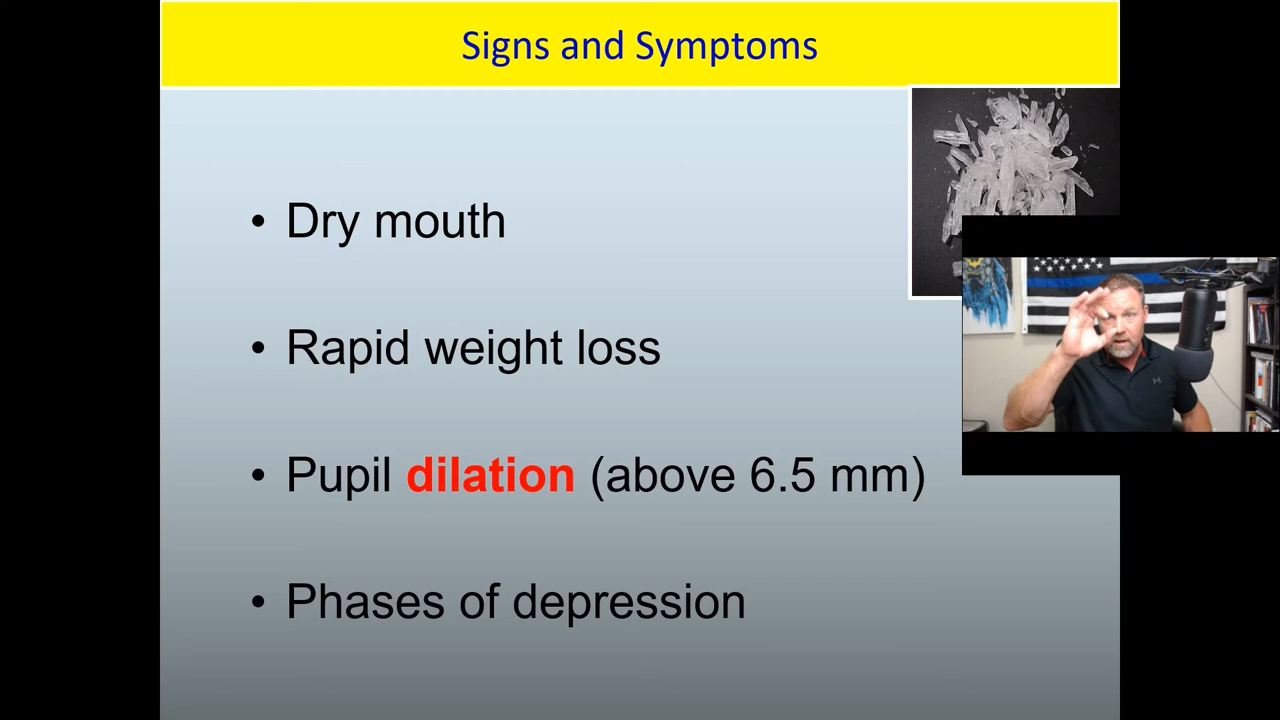 Signs and Symptoms
• Dry mouth
• Rapid weight loss
• Pupil dilation (above 6.5 mm)
• Phases of depression